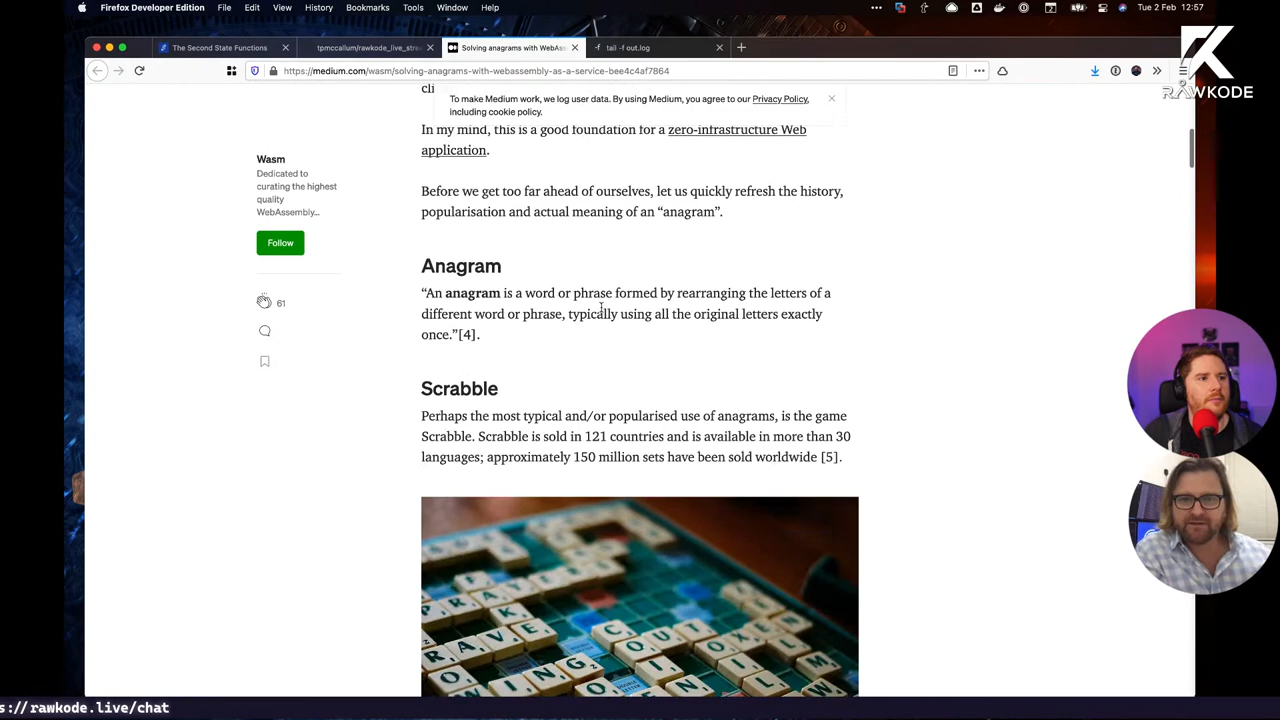 Firefox Developer Edition File Edit View History Bookmarks Tools Window Help
Tue 2 Feb 12:57
The Second State Functions
tpmccallum/rawkode_live_stre
Solving anagrams with WebAss
tail -f out.log
https://medium.com/wasm/solving-anagrams-with-webassembly-as-a-service-bee4c4af7864
RAWKODE
To make Medium work, we log user data. By using Medium, you agree to our Privacy Policy,
including cookie policy.
cli
In my mind, this is a good foundation for a zero-infrastructure Web
application.
Before we get too far ahead of ourselves, let us quickly refresh the history,
popularisation and actual meaning of an “anagram”.
Wasm
Dedicated to
curating the highest
quality
WebAssembly...
Follow
61
Anagram
“An anagram is a word or phrase formed by rearranging the letters of a
different word or phrase, typically using all the original letters exactly
once.”[4].
Scrabble
Perhaps the most typical and/or popularised use of anagrams, is the game
Scrabble. Scrabble is sold in 121 countries and is available in more than 30
languages; approximately 150 million sets have been sold worldwide [5].
s://rawkode.live/chat